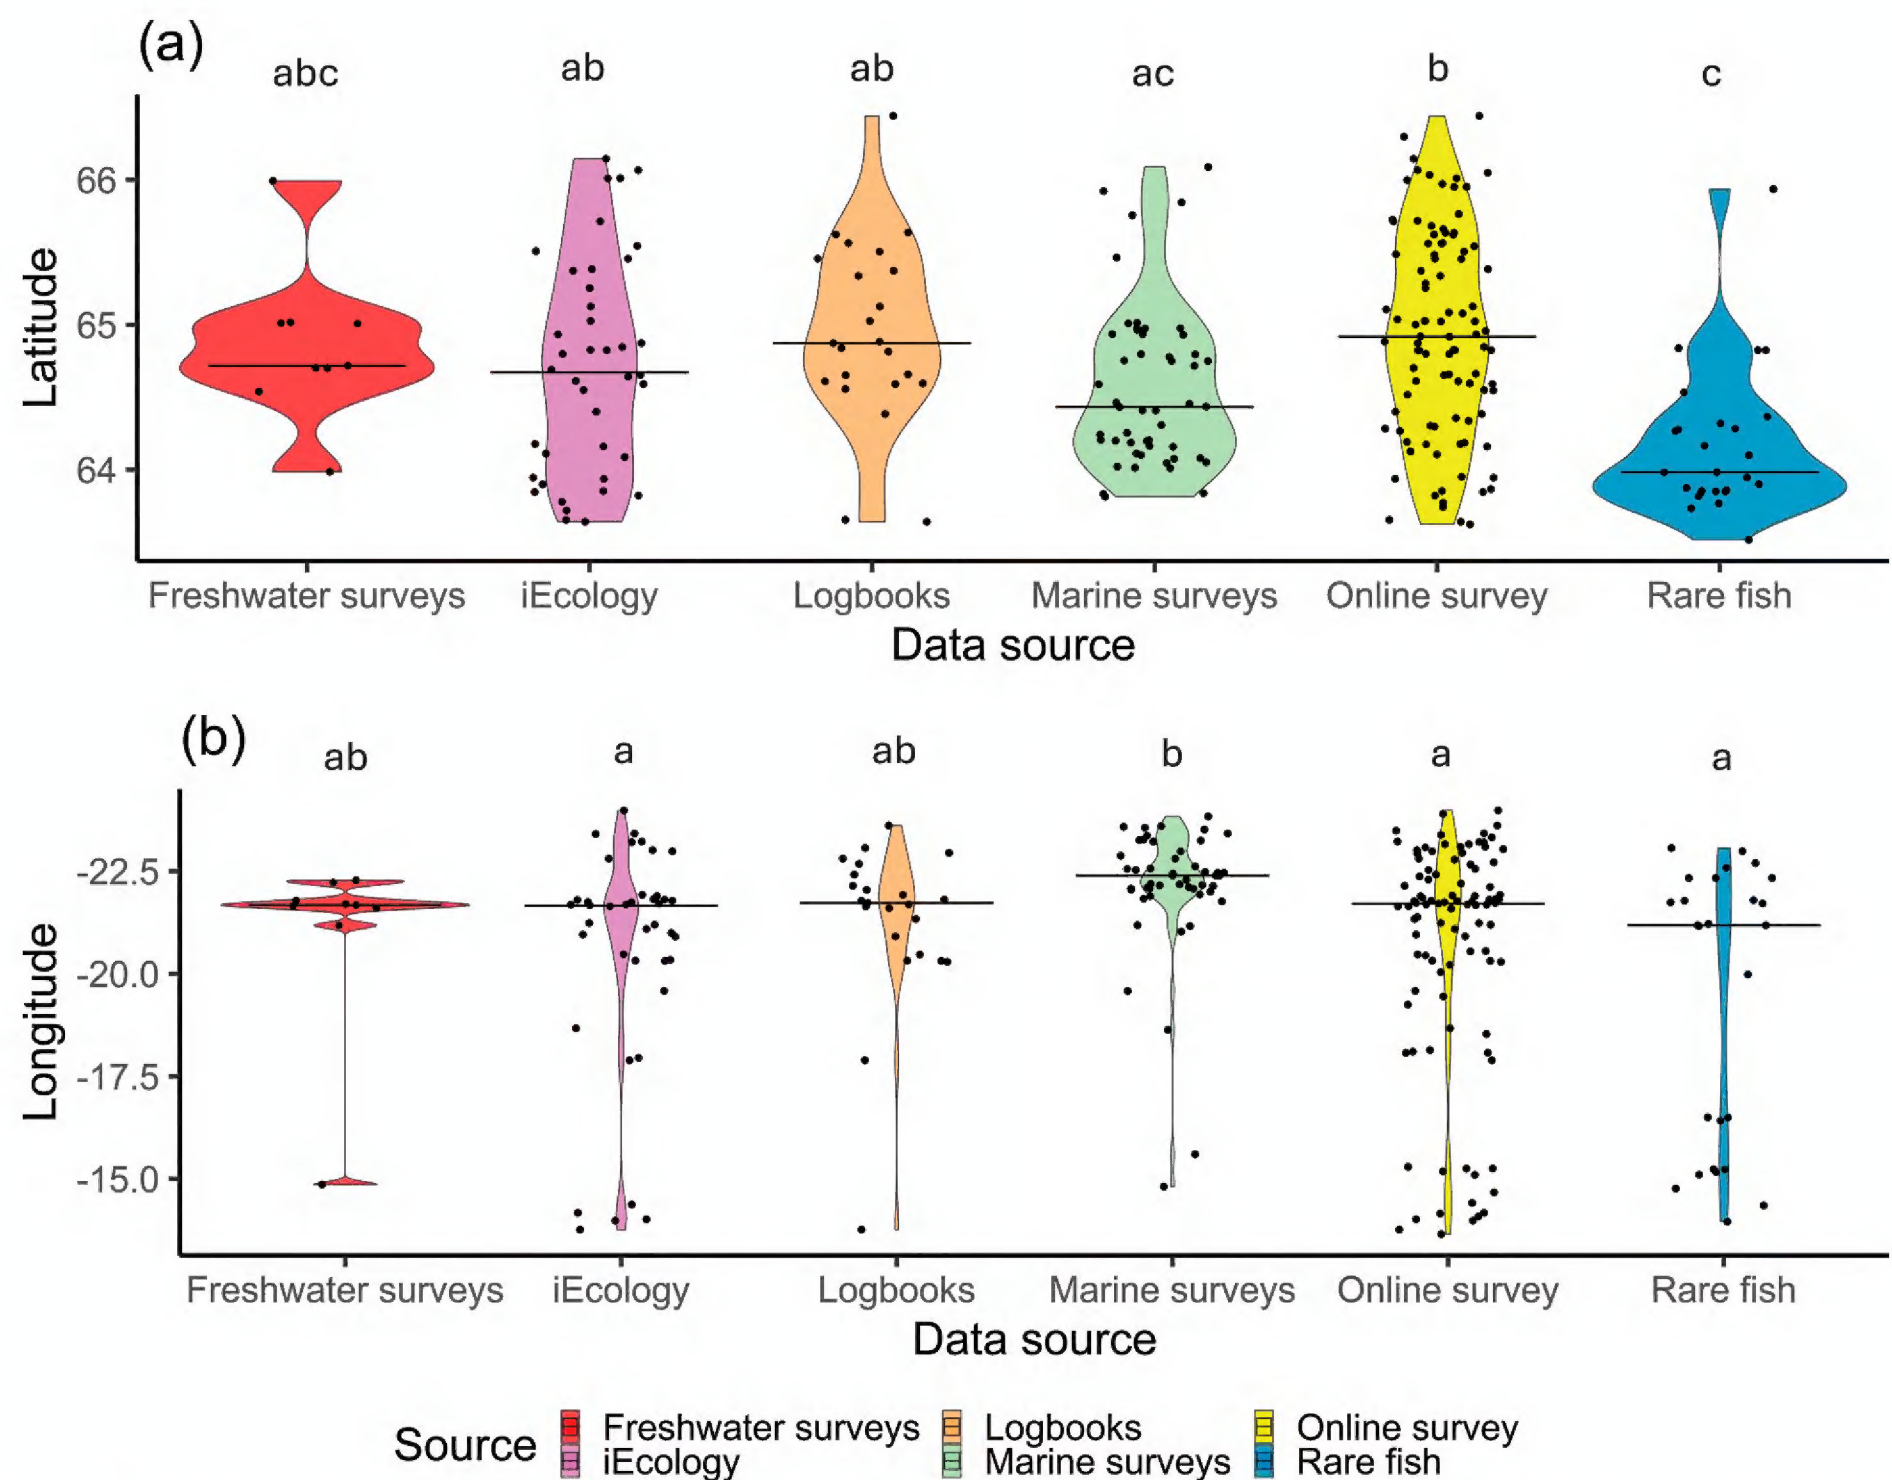 (a)
abc ab ab ac b c
Latitude
66
65
64
Freshwater surveys iEcology Logbooks Marine surveys Online survey Rare fish
Data source
(b)
ab a ab b a a
Longitude
-22.5
-20.0
-17.5
-15.0
Freshwater surveys iEcology Logbooks Marine surveys Online survey Rare fish
Data source
Source
Freshwater surveys Logbooks Online survey
iEcology Marine surveys Rare fish